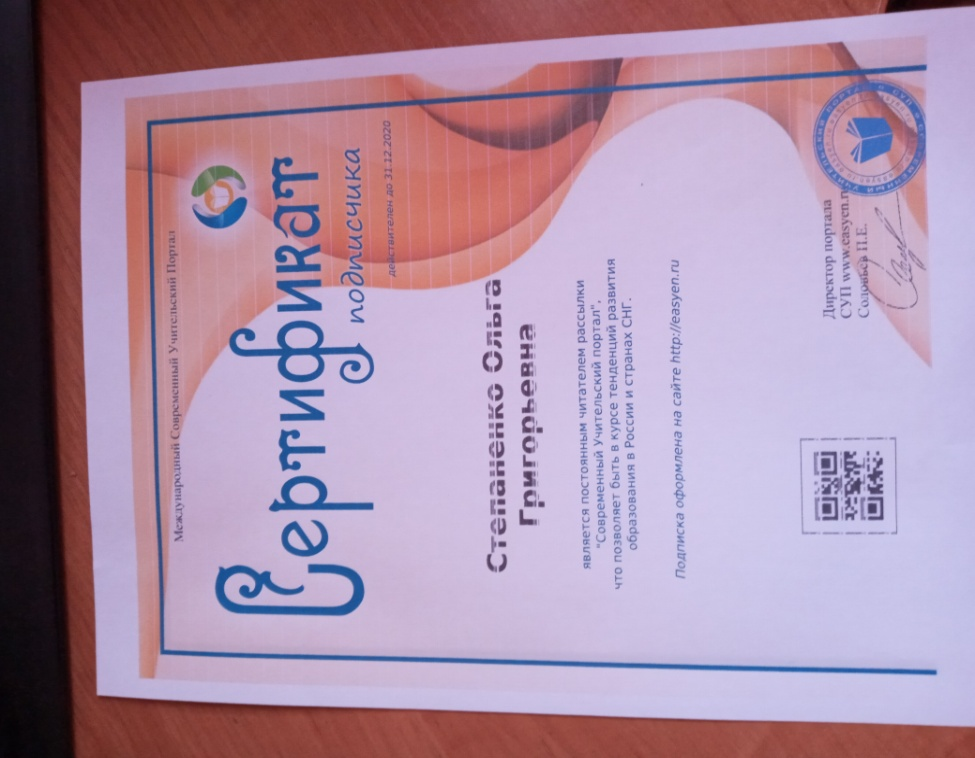 Международный Современный Учительский Портал
Сертификат
подписчика
действителен до 31.12.2020
Степаненко Ольга
Григорьевна
является постоянным читателем рассылки
"Современный Учительский портал",
что позволяет быть в курсе тенденций развития
образования в России и странах СНГ.
Подписка оформлена на сайте http://easyen.ru
Директор портала
СУП www.easyen.ru
Соловьев П.Е.